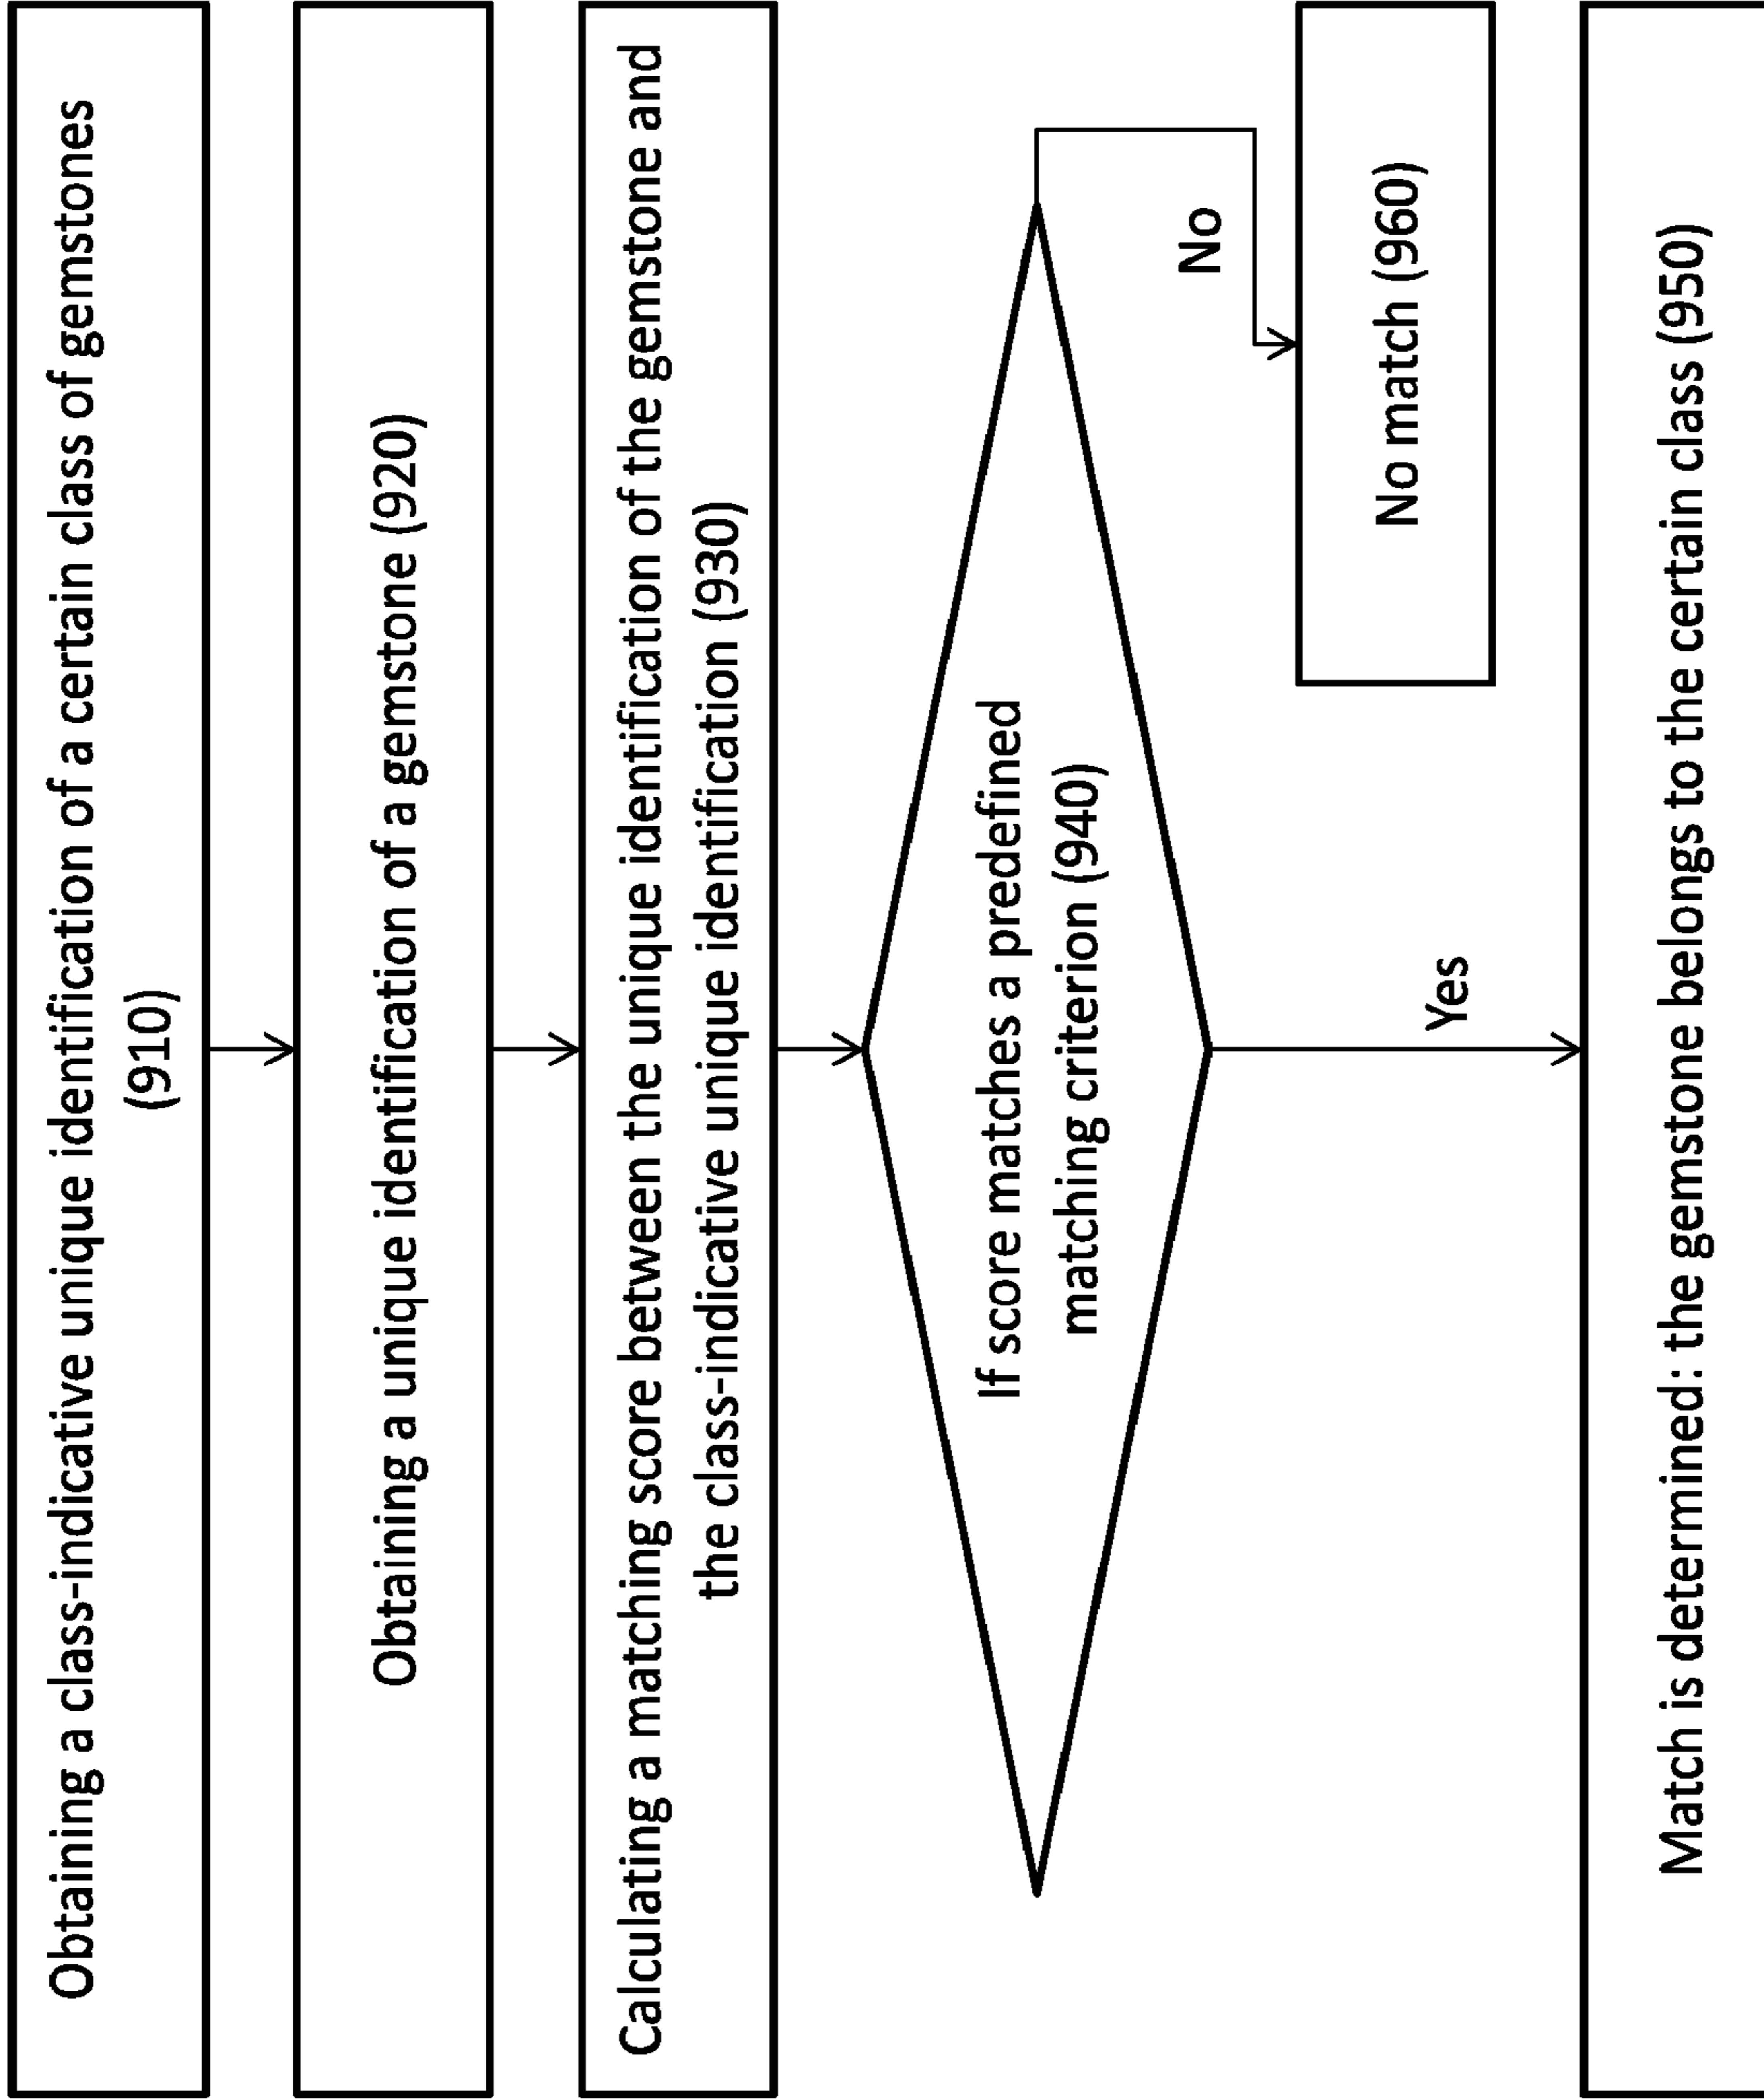 Obtaining a class-indicative unique identification of a certain class of gemstones
(910)
Obtaining a unique identification of a gemstone (920)
Calculating a matching score between the unique identification of the gemstone and
the class-indicative unique identification (930)
If score matches a predefined
matching criterion (940)
No
No match (960)
Yes
Match is determined: the gemstone belongs to the certain class (950)